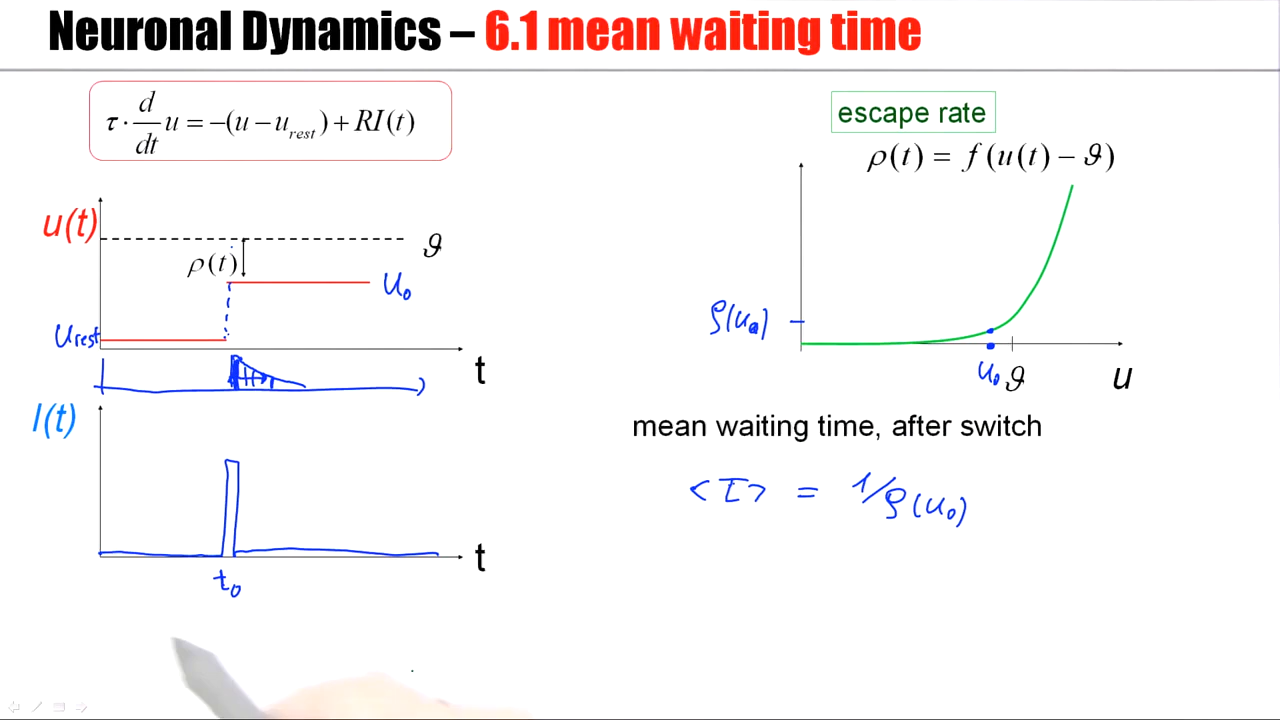 Neuronal Dynamics – 6.1 mean waiting time
τ · d/dt u = −(u − u_rest) + RI(t)
escape rate
ρ(t) = f(u(t) − ϑ)
u(t)
ϑ
ρ(t)
u₀
u_rest
t
ρ(u₀)
u₀ ϑ
u
I(t)
t
t₀
mean waiting time, after switch
<I> = 1/ρ(u₀)